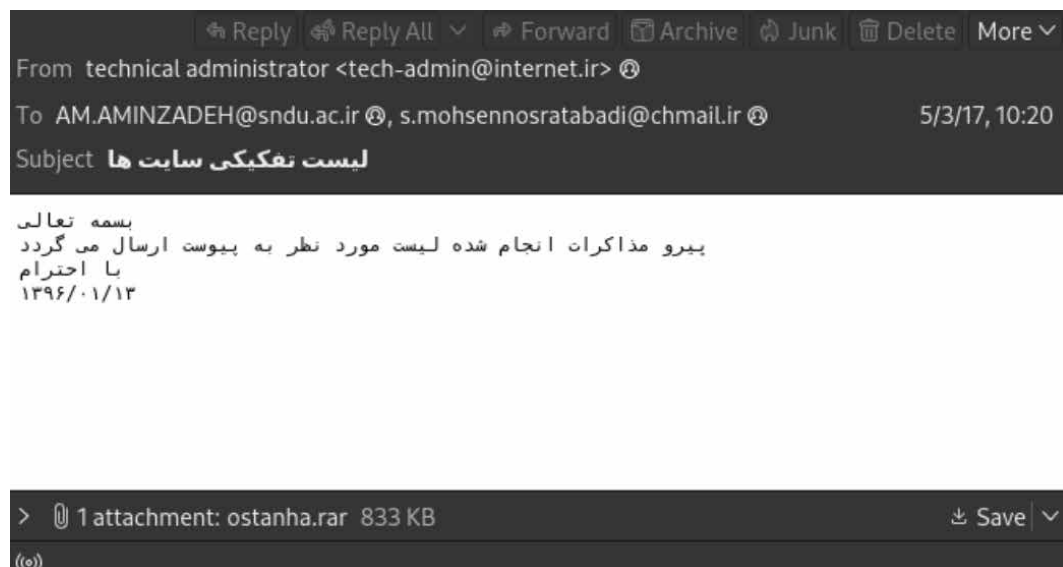 Reply Reply All Forward Archive Junk Delete More
From technical administrator <tech-admin@internet.ir>
To AM.AMINZADEH@sndu.ac.ir, s.mohsennosratabadi@chmail.ir 5/3/17, 10:20
Subject لیست تفکیکی سایت ها
بسمه تعالی
پیرو مذاکرات انجام شده لیست مورد نظر به پیوست ارسال می گردد
با احترام
۱۳۹۶/۰۱/۱۳
1 attachment: ostanha.rar 833 KB Save